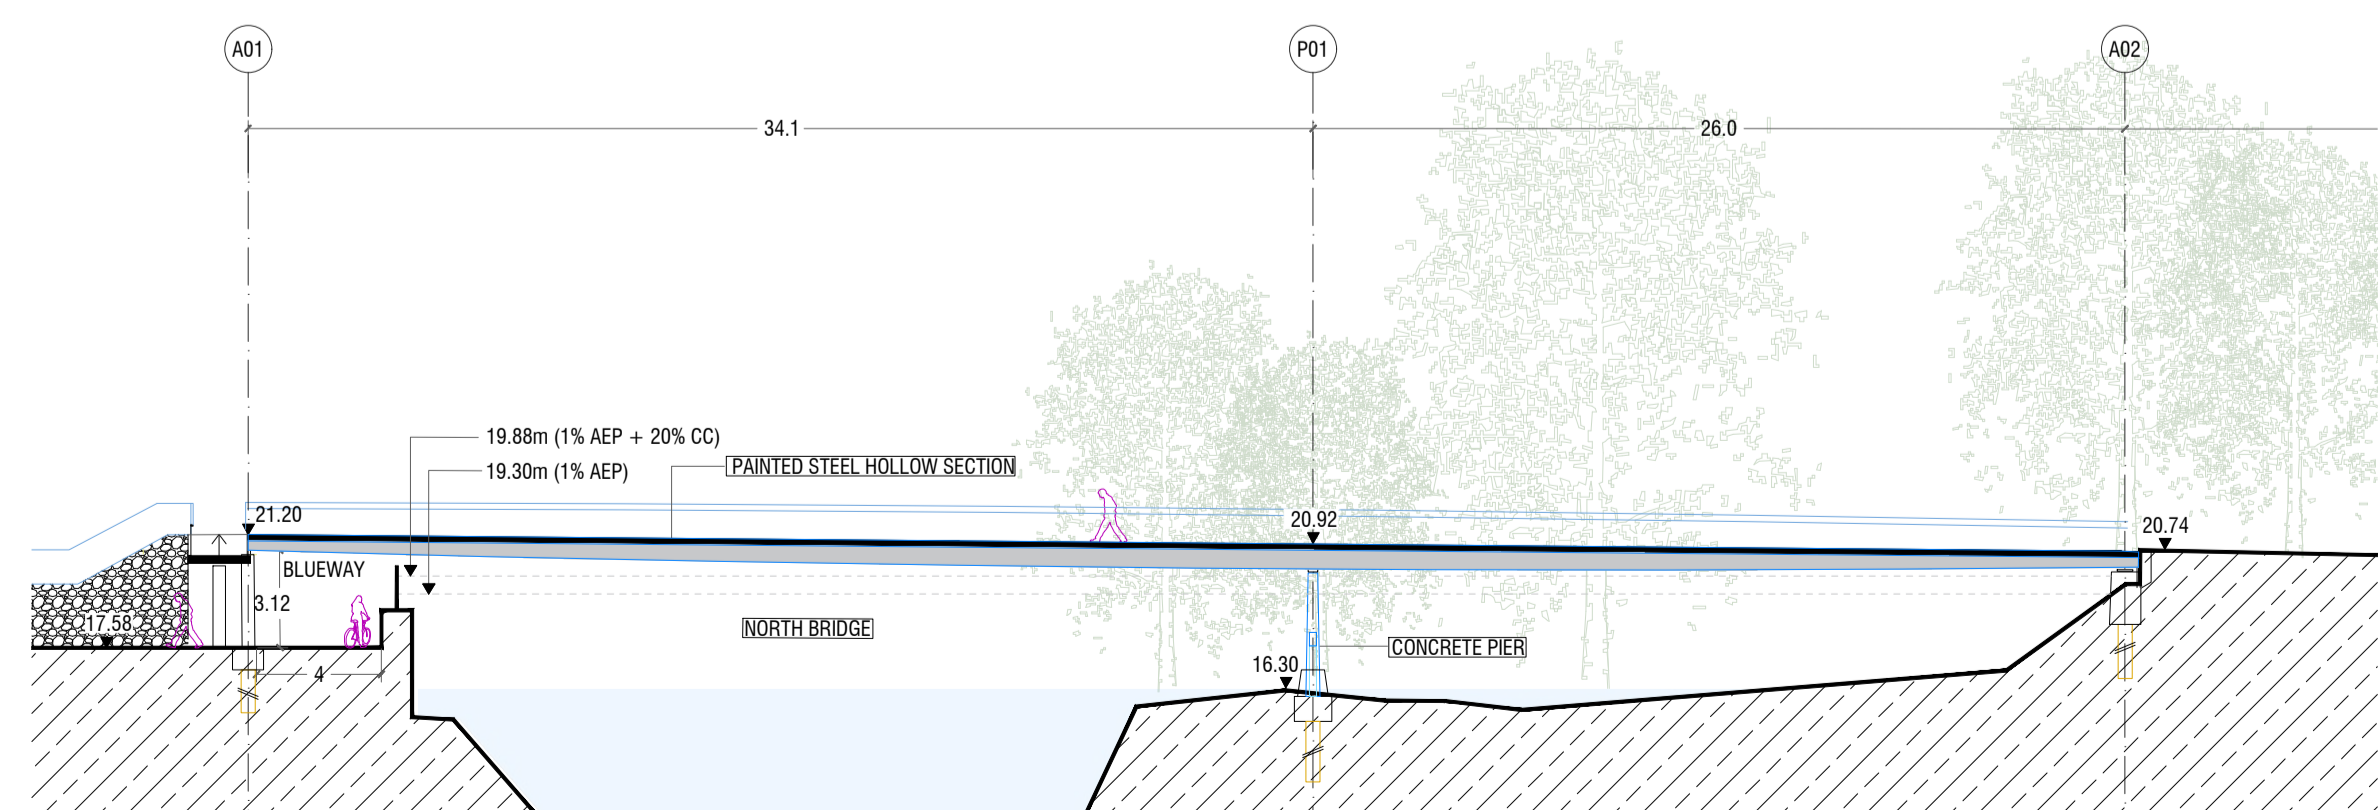 A01
P01
A02
34.1
26.0
19.88m (1% AEP + 20% CC)
PAINTED STEEL HOLLOW SECTION
19.30m (1% AEP)
21.20
20.92
20.74
BLUEWAY
3.12
17.58
NORTH BRIDGE
CONCRETE PIER
16.30
4